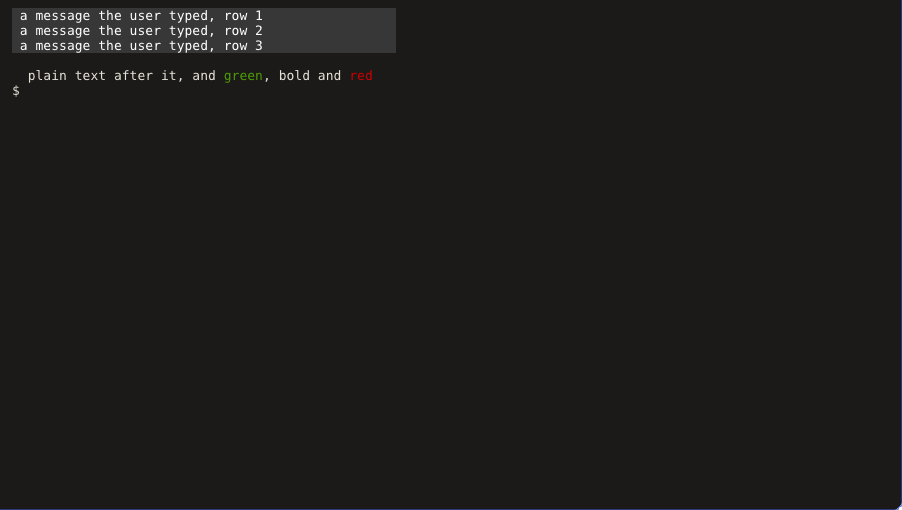 a message the user typed, row 1
a message the user typed, row 2
a message the user typed, row 3
plain text after it, and green, bold and red
$